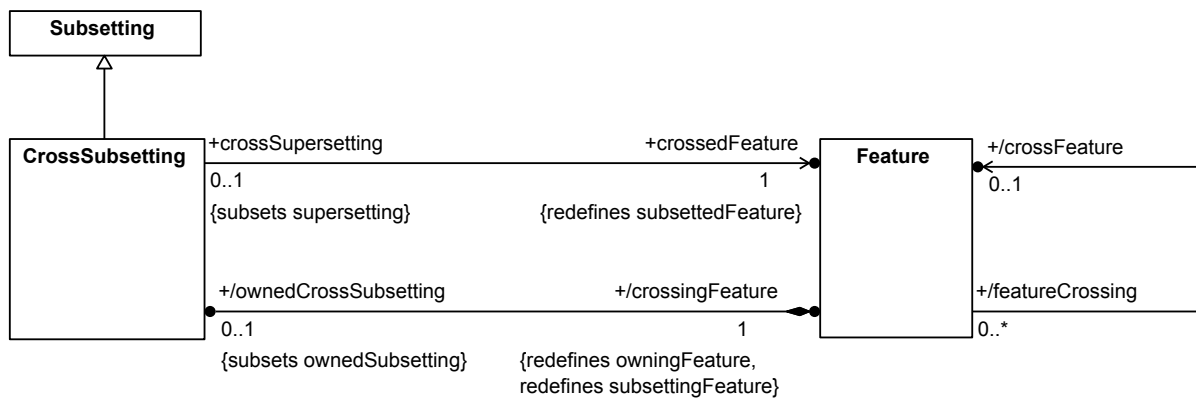 Subsetting
CrossSubsetting
+crossSupersetting
+crossedFeature
Feature
+/crossFeature
0..1
1
0..1
{subsets supersetting}
{redefines subsettedFeature}
+/ownedCrossSubsetting
+/crossingFeature
+/featureCrossing
0..1
1
0..*
{subsets ownedSubsetting}
{redefines owningFeature,
redefines subsettingFeature}